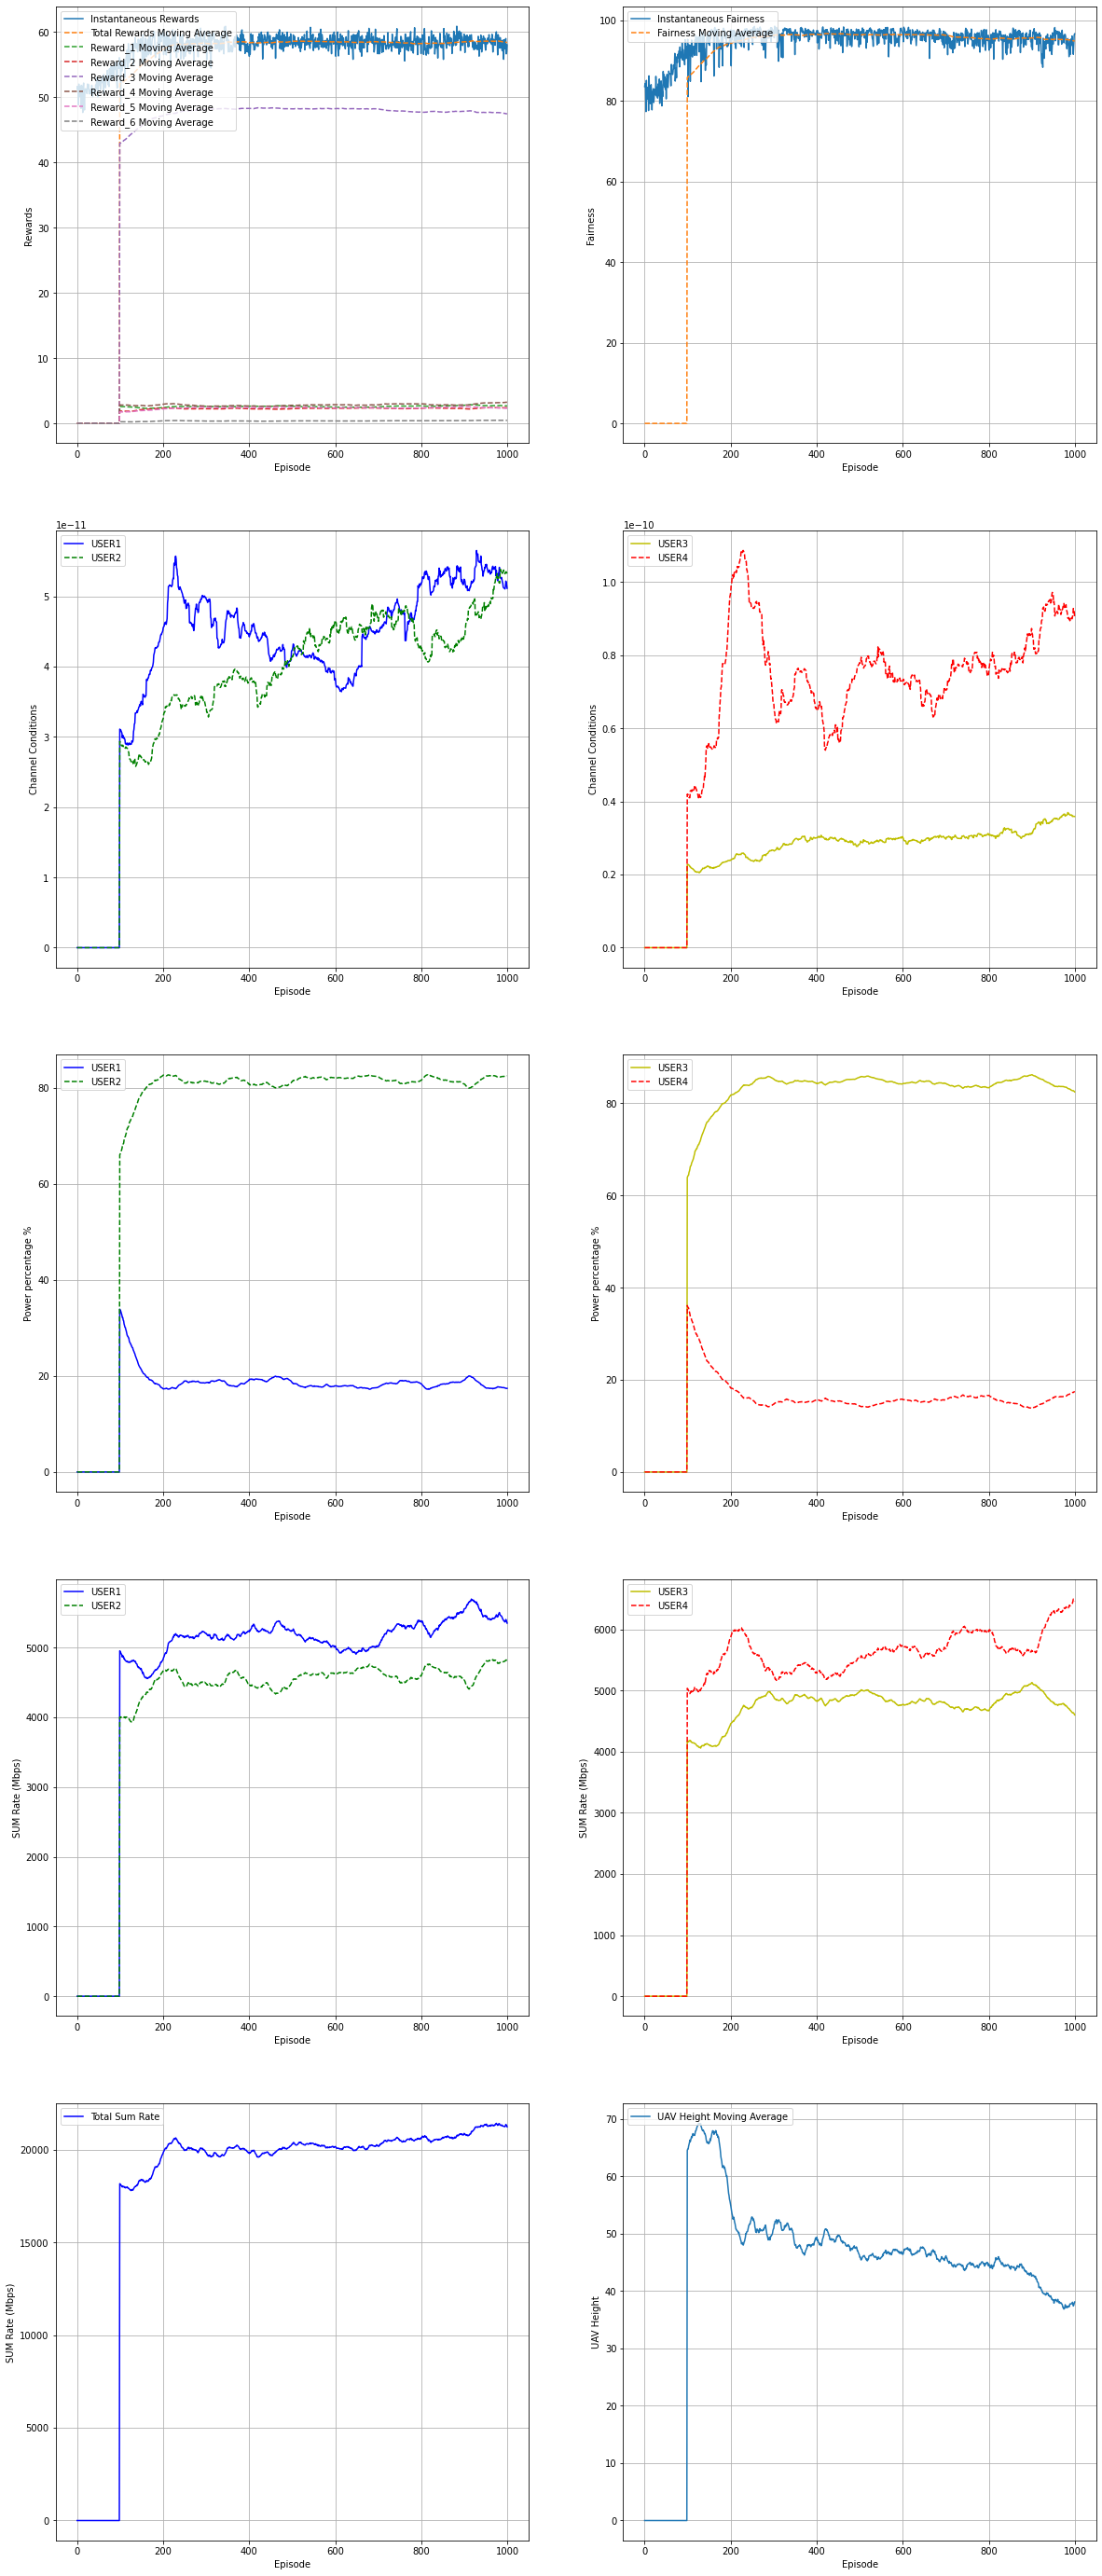 Instantaneous Rewards
Total Rewards Moving Average
Reward_1 Moving Average
Reward_2 Moving Average
Reward_3 Moving Average
Reward_4 Moving Average
Reward_5 Moving Average
Reward_6 Moving Average
Rewards
60
50
40
30
20
10
0
0 200 400 600 800 1000
Episode
Instantaneous Fairness
Fairness Moving Average
Fairness
100
80
60
40
20
0
0 200 400 600 800 1000
Episode
1e−11
USER1
USER2
Channel Conditions
5
4
3
2
1
0
0 200 400 600 800 1000
Episode
1e−10
USER3
USER4
Channel Conditions
1.0
0.8
0.6
0.4
0.2
0.0
0 200 400 600 800 1000
Episode
USER1
USER2
Power percentage %
80
60
40
20
0
0 200 400 600 800 1000
Episode
USER3
USER4
Power percentage %
80
60
40
20
0
0 200 400 600 800 1000
Episode
USER1
USER2
SUM Rate (Mbps)
5000
4000
3000
2000
1000
0
0 200 400 600 800 1000
Episode
USER3
USER4
SUM Rate (Mbps)
6000
5000
4000
3000
2000
1000
0
0 200 400 600 800 1000
Episode
Total Sum Rate
SUM Rate (Mbps)
20000
15000
10000
5000
0
0 200 400 600 800 1000
Episode
UAV Height Moving Average
UAV Height
70
60
50
40
30
20
10
0
0 200 400 600 800 1000
Episode